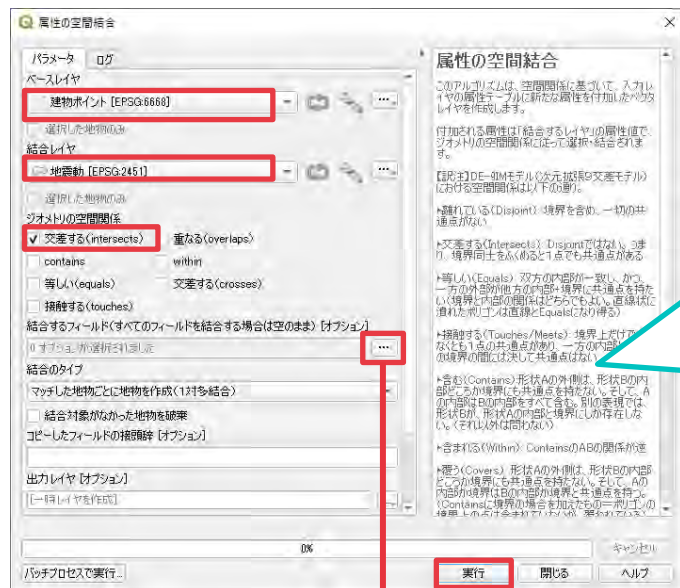 属性の空間結合
パラメータ ログ
ベースレイヤ
建物ポイント [EPSG:6668]
選択した地物のみ
結合レイヤ
地震動 [EPSG:2451]
選択した地物のみ
ジオメトリの空間関係
交差する(intersects) 重なる(overlaps)
contains within
等しい(equals) 交差する(crosses)
接触する(touches)
結合するフィールド(すべてのフィールドを結合する場合は空のまま) [オプション]
0 オプションが選択されました
結合のタイプ
マッチした地物ごとに地物を作成(1対多結合)
結合対象がなかった地物を破棄
コピーしたフィールドの接頭辞 [オプション]
出力レイヤ [オプション]
[一時レイヤを作成]
0%
キャンセル
バッチプロセスで実行...
実行 閉じる ヘルプ
属性の空間結合
このアルゴリズムは、空間関係に基づいて、入力レ
イヤの属性テーブルに新たな属性を付加したベクタ
レイヤを作成します。
付加される属性は「結合するレイヤ」の属性値で、
ジオメトリの空間関係に従って選択・結合されま
す。
【訳注】DE-9IMモデル(次元拡張9交差モデル)
における空間関係は以下の通り。
離れている(Disjoint) 境界を含め、一切の共
通点がない
交差する(Intersects) Disjointではない。つま
り、境界同士をふくめると1点でも共通点がある
等しい(Equals) 双方の内部が一致し、かつ、
一方の外部が他方の内部・境界に共通点を持た
ない(境界と内部の関係はどちらでもよい。直線状に
潰れたポリゴンは直線とEqualsになり得る)
接触する(Touches/Meets) 境界上だけで
なくとも1点の共通点があり、一方の内部
の境界の間には決して共通点はない
含む(Contains) 形状Aの外側は、形状Bの内
部どころか境界にも共通点を持たない。そして、A
の内部はBの内部をすべて含む。別の表現では、
形状Bが、形状Aの内部と境界にしか存在しな
い。(それ以外は問わない)
含まれる(Within) ContainsのABの関係が逆
覆う(Covers) 形状Aの外側は、形状Bの内部
どころか境界にも共通点を持たない。そして、Aの
内部か境界はBの内部か境界と共通点を持つ。
(Containsに境界の場合を加えたもの